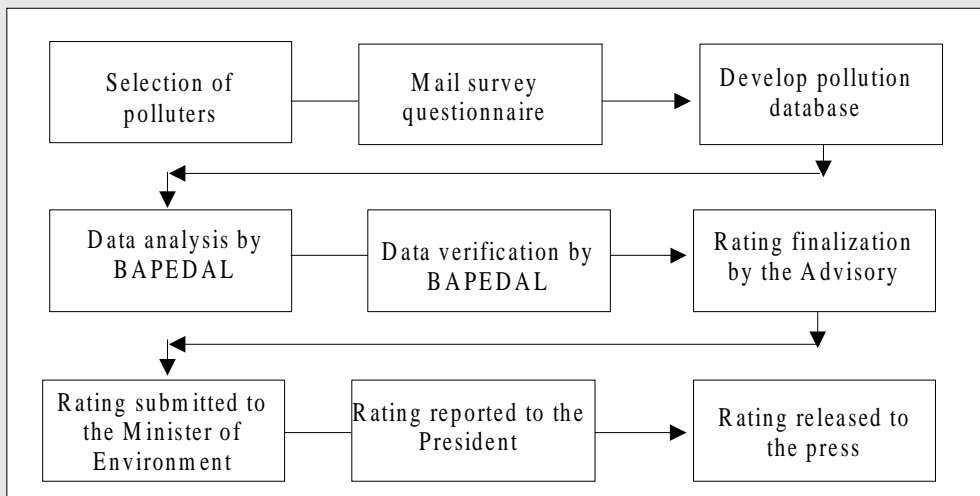 Selection of
polluters
Mail survey
questionnaire
Develop pollution
database
Data analysis by
BAPEDAL
Data verification by
BAPEDAL
Rating finalization
by the Advisory
Rating submitted to
the Minister of
Environment
Rating reported to the
President
Rating released to
the press